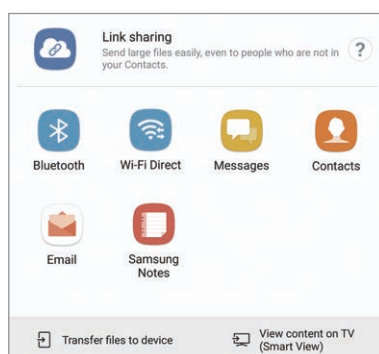 Link sharing
Send large files easily, even to people who are not in
your Contacts.
?
Bluetooth
Wi-Fi Direct
Messages
Contacts
Email
Samsung
Notes
Transfer files to device
View content on TV
(Smart View)